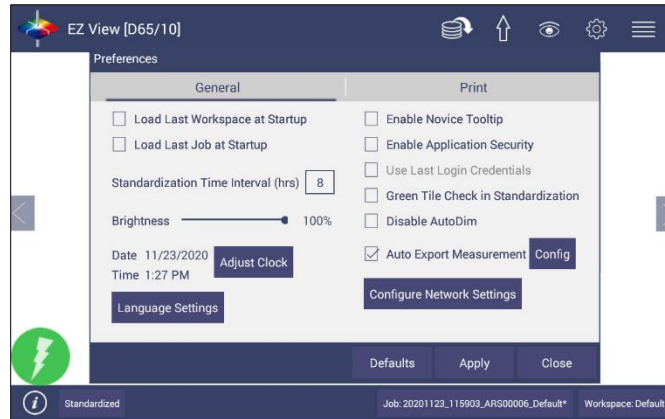 EZ View [D65/10]
Preferences
General
Print
Load Last Workspace at Startup
Load Last Job at Startup
Standardization Time Interval (hrs) 8
Brightness 100%
Date 11/23/2020
Time 1:27 PM
Adjust Clock
Language Settings
Enable Novice Tooltip
Enable Application Security
Use Last Login Credentials
Green Tile Check in Standardization
Disable AutoDim
Auto Export Measurement Config
Configure Network Settings
Defaults Apply Close
Standardized
Job: 20201123_115903_ARS00006_Default*
Workspace: Default